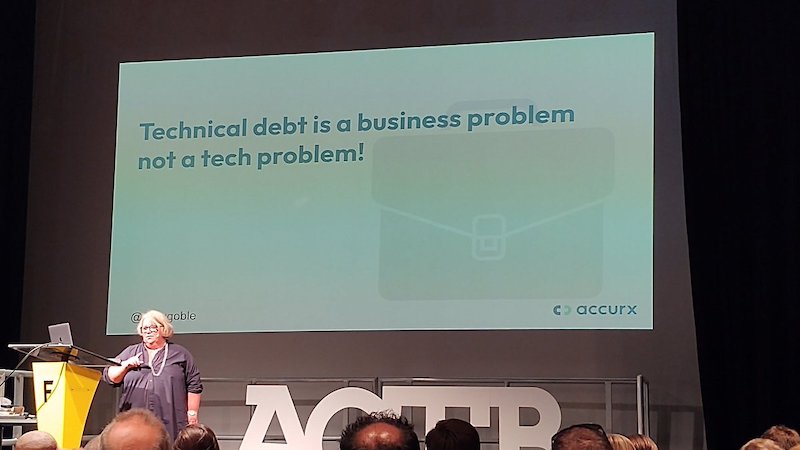 Technical debt is a business problem
not a tech problem!
accurx